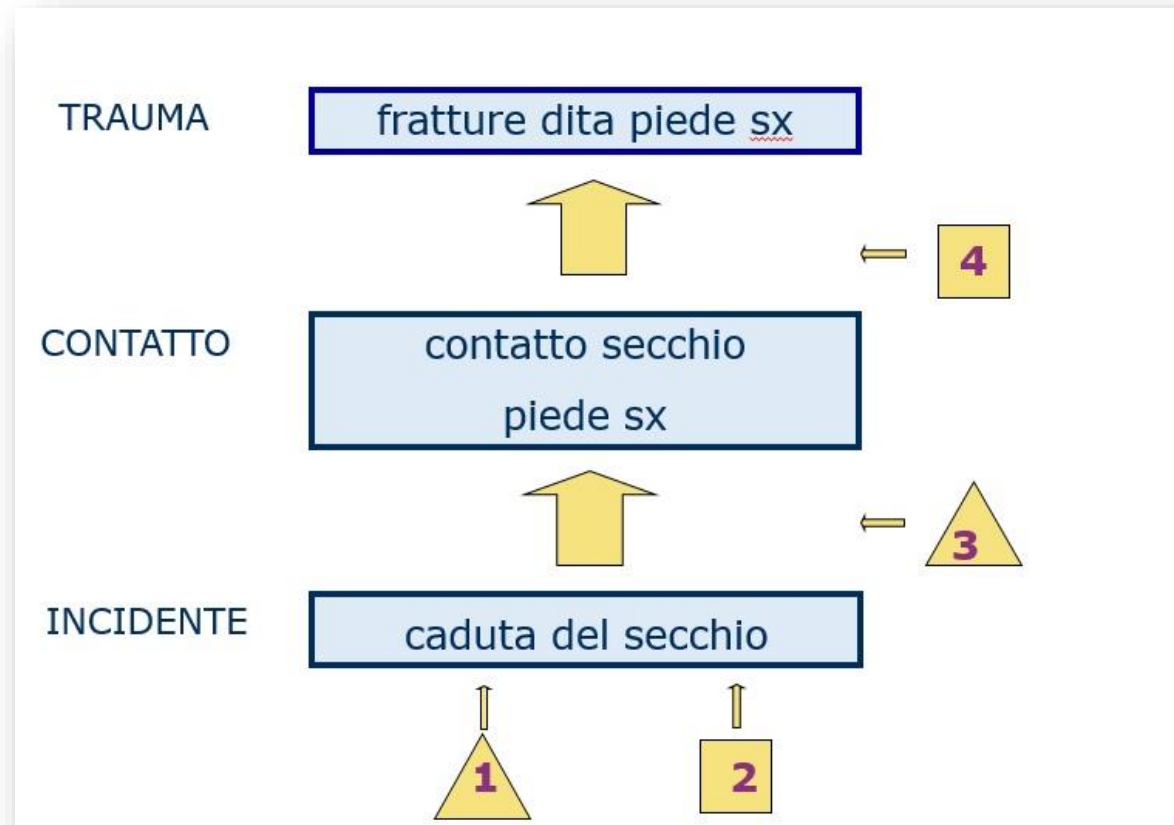 TRAUMA
fratture dita piede sx
4
CONTATTO
contatto secchio
piede sx
3
INCIDENTE
caduta del secchio
1
2